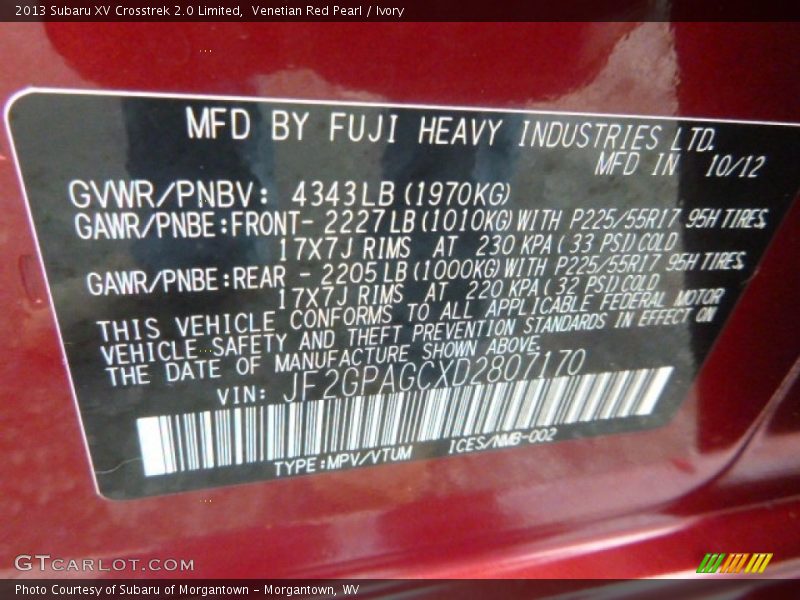 2013 Subaru XV Crosstrek 2.0 Limited,  Venetian Red Pearl / Ivory
MFD BY FUJI HEAVY INDUSTRIES LTD.
MFD IN 10/12
GVWR/PNBV: 4343LB (1970KG)
GAWR/PNBE:FRONT- 2227LB (1010KG) WITH P225/55R17 95H TIRES,
17X7J RIMS AT 230 KPA (33 PSI) COLD
GAWR/PNBE:REAR - 2205LB (1000KG) WITH P225/55R17 95H TIRES,
17X7J RIMS AT 220 KPA (32 PSI) COLD
THIS VEHICLE CONFORMS TO ALL APPLICABLE FEDERAL MOTOR
VEHICLE SAFETY AND THEFT PREVENTION STANDARDS IN EFFECT ON
THE DATE OF MANUFACTURE SHOWN ABOVE.
VIN: JF2GPAGCXD2807170
TYPE:MPV/VTUM ICES/NMB-002
GTCARLOT.COM
Photo Courtesy of Subaru of Morgantown - Morgantown, WV